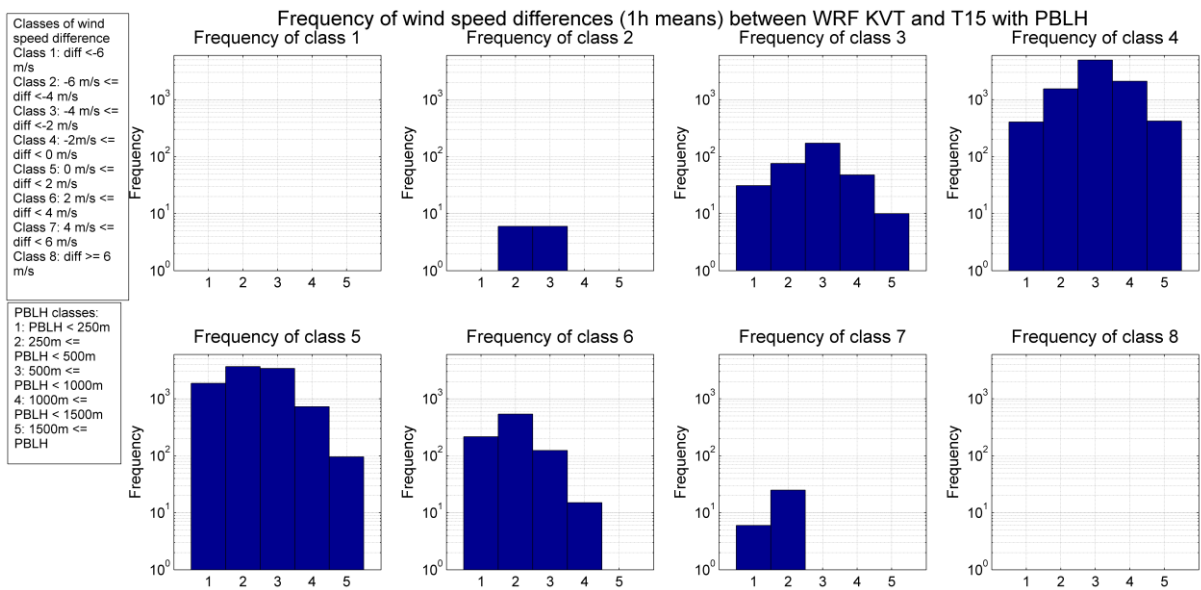 Frequency of wind speed differences (1h means) between WRF KVT and T15 with PBLH
Classes of wind
speed difference
Class 1: diff <-6
m/s
Class 2: -6 m/s <=
diff <-4 m/s
Class 3: -4 m/s <=
diff <-2 m/s
Class 4: -2m/s <=
diff < 0 m/s
Class 5: 0 m/s <=
diff < 2 m/s
Class 6: 2 m/s <=
diff < 4 m/s
Class 7: 4 m/s <=
diff < 6 m/s
Class 8: diff >= 6
m/s
PBLH classes:
1: PBLH < 250m
2: 250m <=
PBLH < 500m
3: 500m <=
PBLH < 1000m
4: 1000m <=
PBLH < 1500m
5: 1500m <=
PBLH
Frequency of class 1
Frequency
10³
10²
10¹
10⁰
1 2 3 4 5
Frequency of class 2
Frequency
10³
10²
10¹
10⁰
1 2 3 4 5
Frequency of class 3
Frequency
10³
10²
10¹
10⁰
1 2 3 4 5
Frequency of class 4
Frequency
10³
10²
10¹
10⁰
1 2 3 4 5
Frequency of class 5
Frequency
10³
10²
10¹
10⁰
1 2 3 4 5
Frequency of class 6
Frequency
10³
10²
10¹
10⁰
1 2 3 4 5
Frequency of class 7
Frequency
10³
10²
10¹
10⁰
1 2 3 4 5
Frequency of class 8
Frequency
10³
10²
10¹
10⁰
1 2 3 4 5